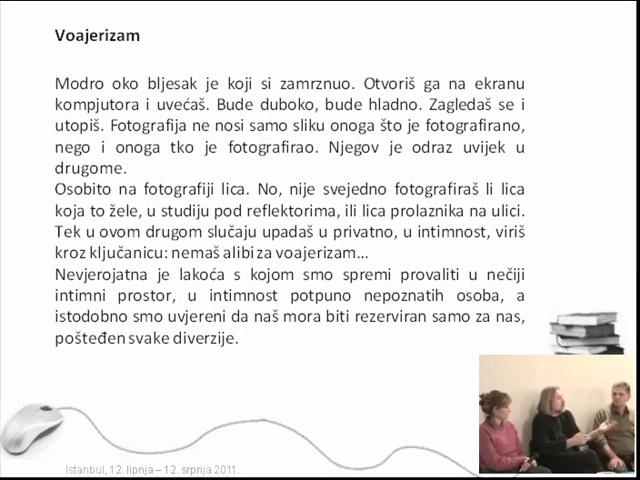 Voajerizam
Modro oko bljesak je koji si zamrznuo. Otvoriš ga na ekranu
kompjutora i uvećaš. Bude duboko, bude hladno. Zagledaš se i
utopiš. Fotografija ne nosi samo sliku onoga što je fotografirano,
nego i onoga tko je fotografirao. Njegov je odraz uvijek u
drugome.
Osobito na fotografiji lica. No, nije svejedno fotografiraš li lica
koja to žele, u studiju pod reflektorima, ili lica prolaznika na ulici.
Tek u ovom drugom slučaju upadaš u privatno, u intimnost, viriš
kroz ključanicu: nemaš alibi za voajerizam...
Nevjerojatna je lakoća s kojom smo spremi provaliti u nečiji
intimni prostor, u intimnost potpuno nepoznatih osoba, a
istodobno smo uvjereni da naš mora biti rezerviran samo za nas,
pošteđen svake diverzije.
Istanbul, 12. lipnja – 12. srpnja 2011.